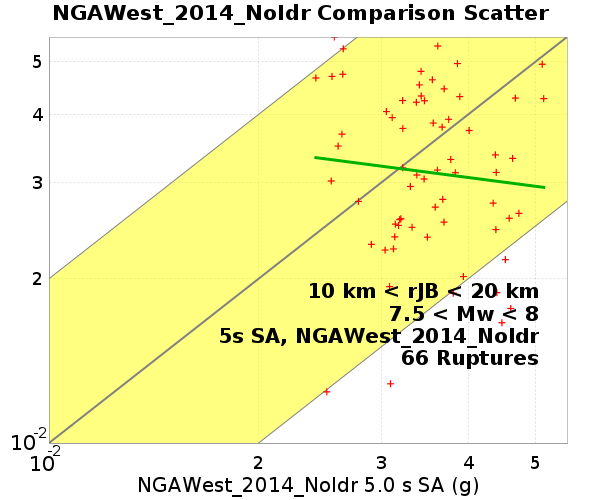 NGAWest_2014_NoIdr Comparison Scatter
5
4
3
2
10 km < rJB < 20 km
7.5 < Mw < 8
5s SA, NGAWest_2014_NoIdr
66 Ruptures
10-2
10-2 2 3 4 5
NGAWest_2014_NoIdr 5.0 s SA (g)